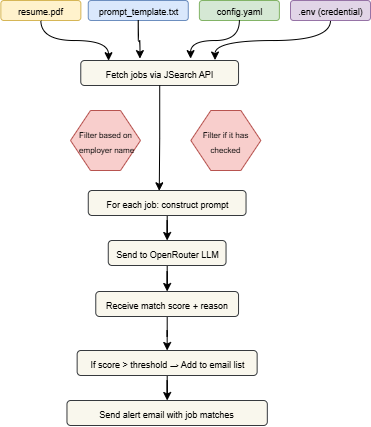 resume.pdf
prompt_template.txt
config.yaml
.env (credential)
Fetch jobs via JSearch API
Filter based on
employer name
Filter if it has
checked
For each job: construct prompt
Send to OpenRouter LLM
Receive match score + reason
If score > threshold → Add to email list
Send alert email with job matches